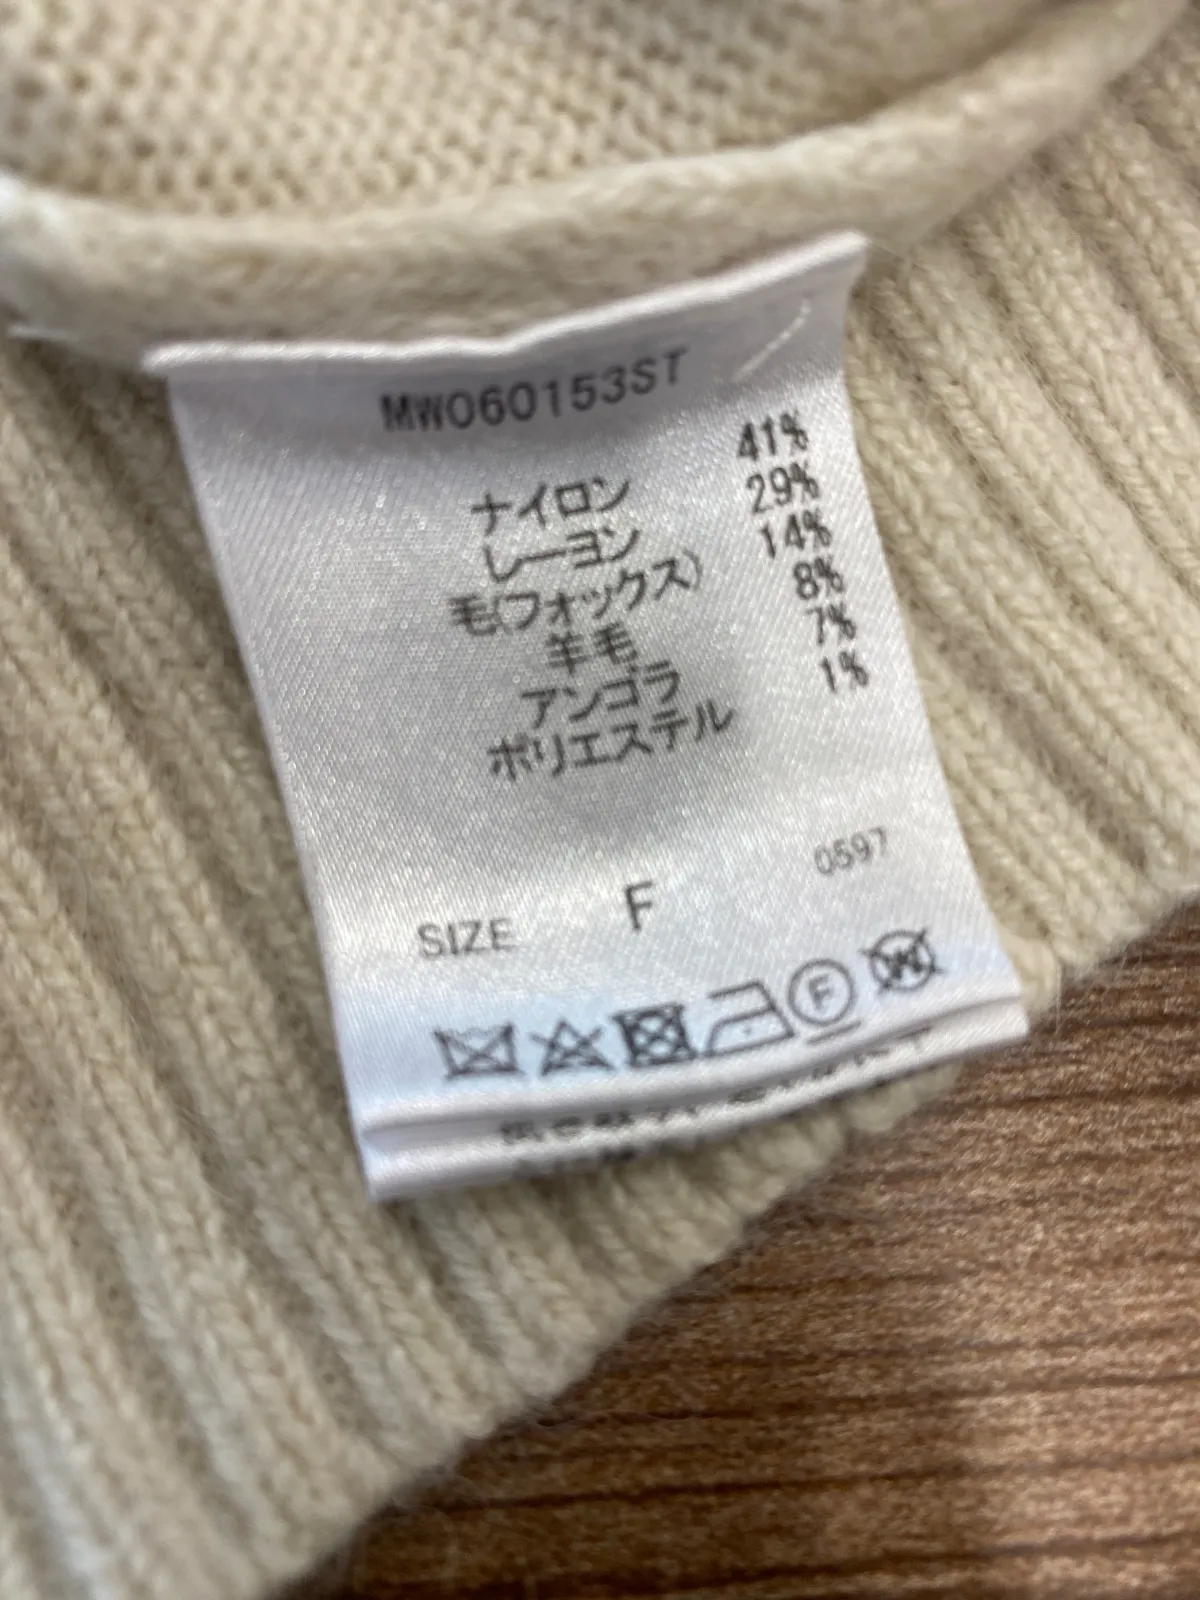 MW060153ST
ナイロン 41%
レーヨン 29%
毛(フォックス) 14%
羊毛 8%
アンゴラ 7%
ポリエステル 1%
0597
SIZE F
F
W